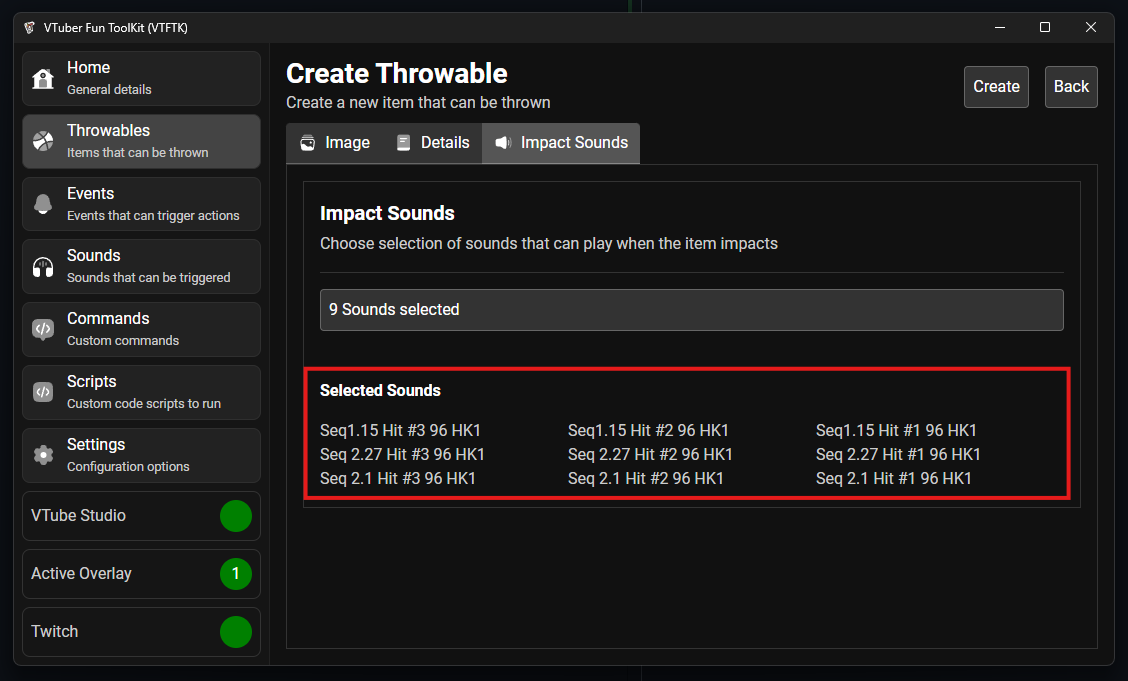 VTuber Fun ToolKit (VTFTK)
Home
General details
Throwables
Items that can be thrown
Events
Events that can trigger actions
Sounds
Sounds that can be triggered
Commands
Custom commands
Scripts
Custom code scripts to run
Settings
Configuration options
VTube Studio
Active Overlay 1
Twitch
Create Throwable
Create a new item that can be thrown
Create Back
Image Details Impact Sounds
Impact Sounds
Choose selection of sounds that can play when the item impacts
9 Sounds selected
Selected Sounds
Seq1.15 Hit #3 96 HK1 Seq1.15 Hit #2 96 HK1 Seq1.15 Hit #1 96 HK1
Seq 2.27 Hit #3 96 HK1 Seq 2.27 Hit #2 96 HK1 Seq 2.27 Hit #1 96 HK1
Seq 2.1 Hit #3 96 HK1 Seq 2.1 Hit #2 96 HK1 Seq 2.1 Hit #1 96 HK1